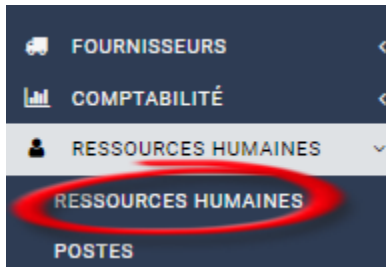 FOURNISSEURS
COMPTABILITÉ
RESSOURCES HUMAINES
RESSOURCES HUMAINES
POSTES